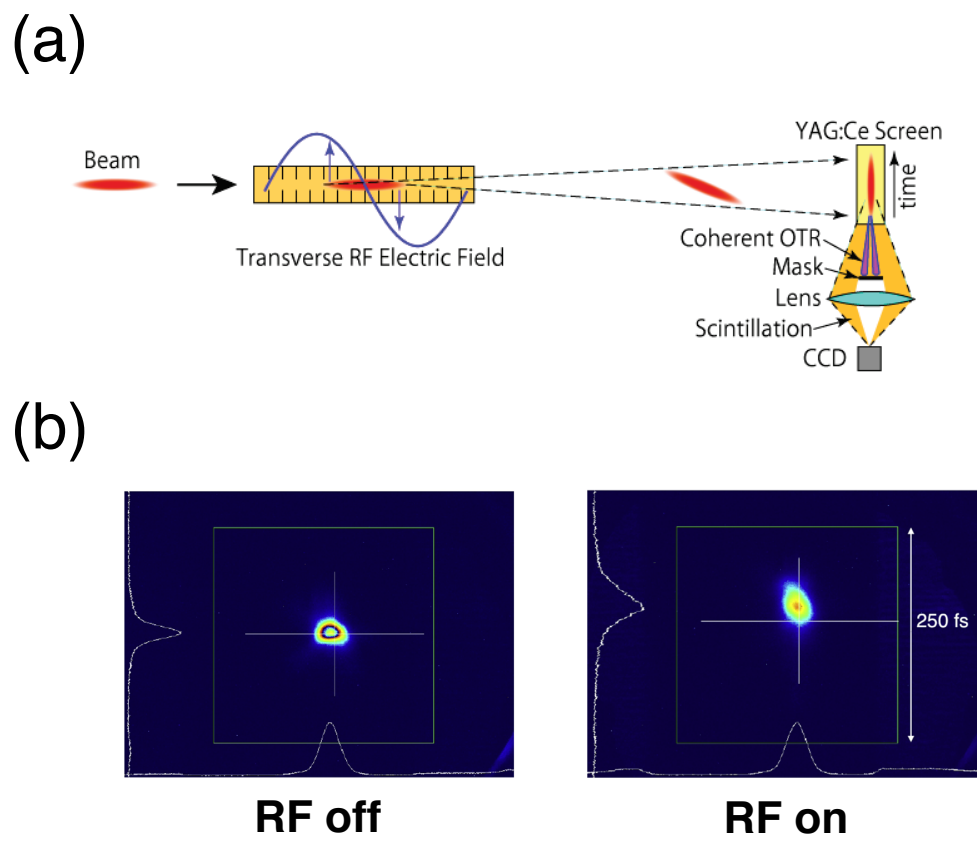 (a)
YAG:Ce Screen
Beam
time
Transverse RF Electric Field
Coherent OTR
Mask
Lens
Scintillation
CCD
(b)
250 fs
RF off
RF on